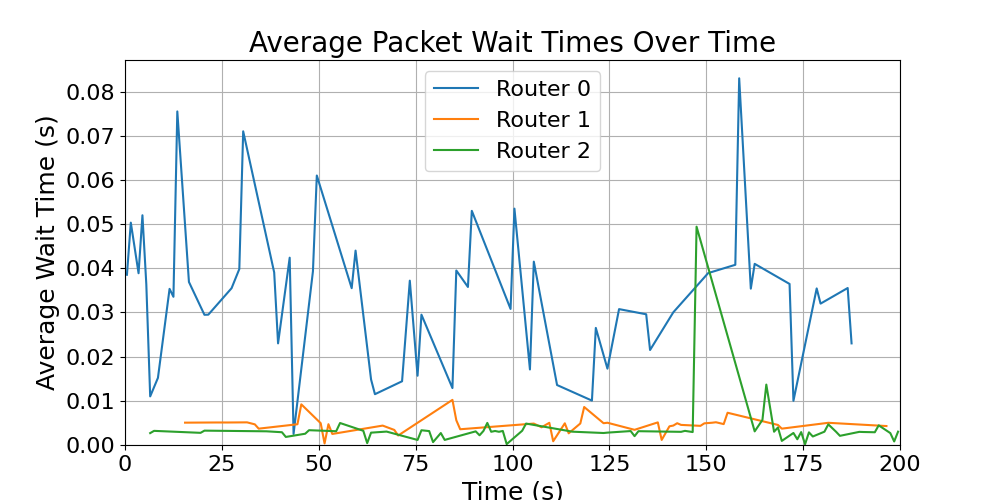 Average Packet Wait Times Over Time
Average Wait Time (s)
0.08
0.07
0.06
0.05
0.04
0.03
0.02
0.01
0.00
Router 0
Router 1
Router 2
0 25 50 75 100 125 150 175 200
Time (s)